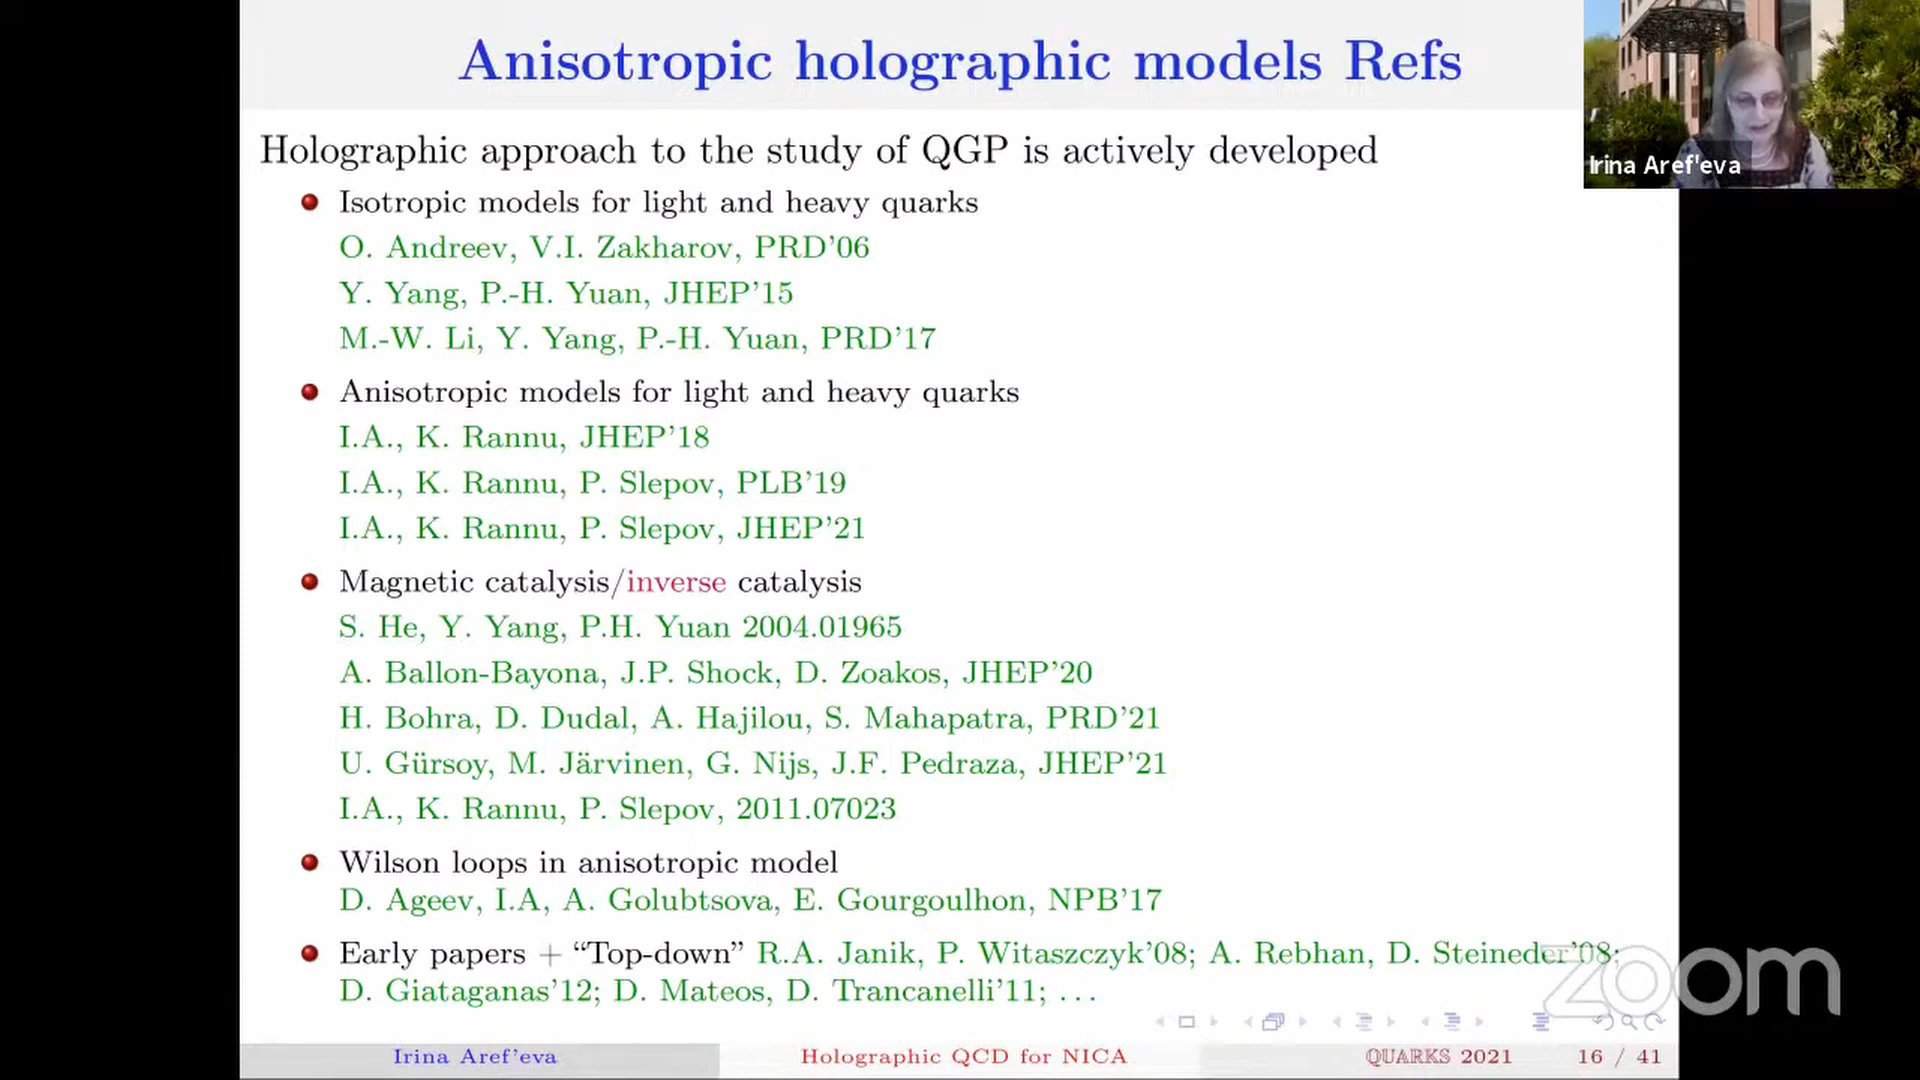 Anisotropic holographic models Refs
Irina Aref'eva
Holographic approach to the study of QGP is actively developed
Isotropic models for light and heavy quarks
O. Andreev, V.I. Zakharov, PRD'06
Y. Yang, P.-H. Yuan, JHEP'15
M.-W. Li, Y. Yang, P.-H. Yuan, PRD'17
Anisotropic models for light and heavy quarks
I.A., K. Rannu, JHEP'18
I.A., K. Rannu, P. Slepov, PLB'19
I.A., K. Rannu, P. Slepov, JHEP'21
Magnetic catalysis/inverse catalysis
S. He, Y. Yang, P.H. Yuan 2004.01965
A. Ballon-Bayona, J.P. Shock, D. Zoakos, JHEP'20
H. Bohra, D. Dudal, A. Hajilou, S. Mahapatra, PRD'21
U. Gürsoy, M. Järvinen, G. Nijs, J.F. Pedraza, JHEP'21
I.A., K. Rannu, P. Slepov, 2011.07023
Wilson loops in anisotropic model
D. Ageev, I.A, A. Golubtsova, E. Gourgoulhon, NPB'17
Early papers + “Top-down” R.A. Janik, P. Witaszczyk'08; A. Rebhan, D. Steineder'08;
D. Giataganas'12; D. Mateos, D. Trancanelli'11; ...
zoom
Irina Aref'eva Holographic QCD for NICA QUARKS 2021 16 / 41